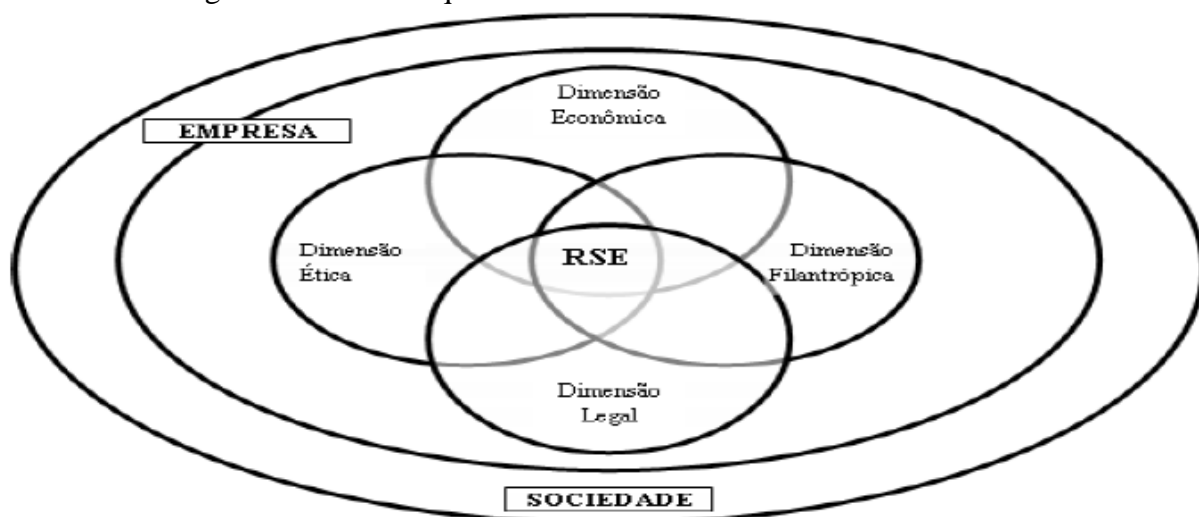 Dimensão
Econômica
EMPRESA
Dimensão
Ética
RSE
Dimensão
Filantrópica
Dimensão
Legal
SOCIEDADE